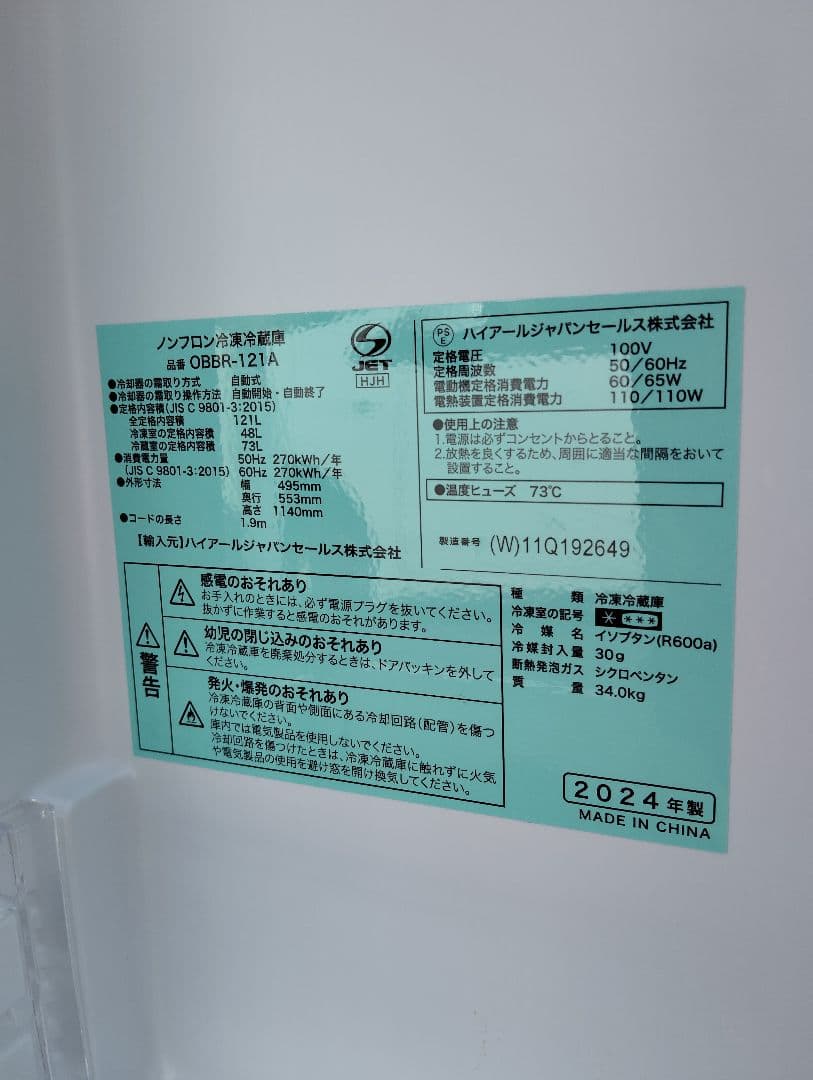 ノンフロン冷凍冷蔵庫
品番 OBBR-121A
JET
HJH
●冷却器の霜取り方式 自動式
●冷却器の霜取り操作方法 自動開始・自動終了
●定格内容積(JIS C 9801-3:2015)
全定格内容積 121L
冷凍室の定格内容積 48L
冷蔵室の定格内容積 73L
●消費電力量 50Hz 270kWh/年
(JIS C 9801-3:2015) 60Hz 270kWh/年
●外形寸法 幅 495mm
奥行 553mm
高さ 1140mm
●コードの長さ 1.9m
【輸入元】ハイアールジャパンセールス株式会社
PS
E
ハイアールジャパンセールス株式会社
定格電圧 100V
定格周波数 50/60Hz
電動機定格消費電力 60/65W
電熱装置定格消費電力 110/110W
●使用上の注意
1.電源は必ずコンセントからとること。
2.放熱を良くするため、周囲に適当な間隔をおいて
設置すること。
●温度ヒューズ 73℃
製造番号 (W)11Q192649
警告
感電のおそれあり
お手入れのときには、必ず電源プラグを抜いてください。
抜かずに作業すると感電のおそれがあります。
幼児の閉じ込みのおそれあり
冷凍冷蔵庫を廃棄処分するときは、ドアパッキンを外して
ください。
発火・爆発のおそれあり
冷凍冷蔵庫の背面や側面にある冷却回路(配管)を傷つ
けないでください。
庫内では電気製品を使用しないでください。
冷却回路を傷つけたときは、冷凍冷蔵庫に触れずに火気
や電気製品の使用を避け窓を開け換気してください。
種類 冷凍冷蔵庫
冷凍室の記号 * ***
冷媒名 イソブタン(R600a)
冷媒封入量 30g
断熱発泡ガス シクロペンタン
質量 34.0kg
2024年製
MADE IN CHINA